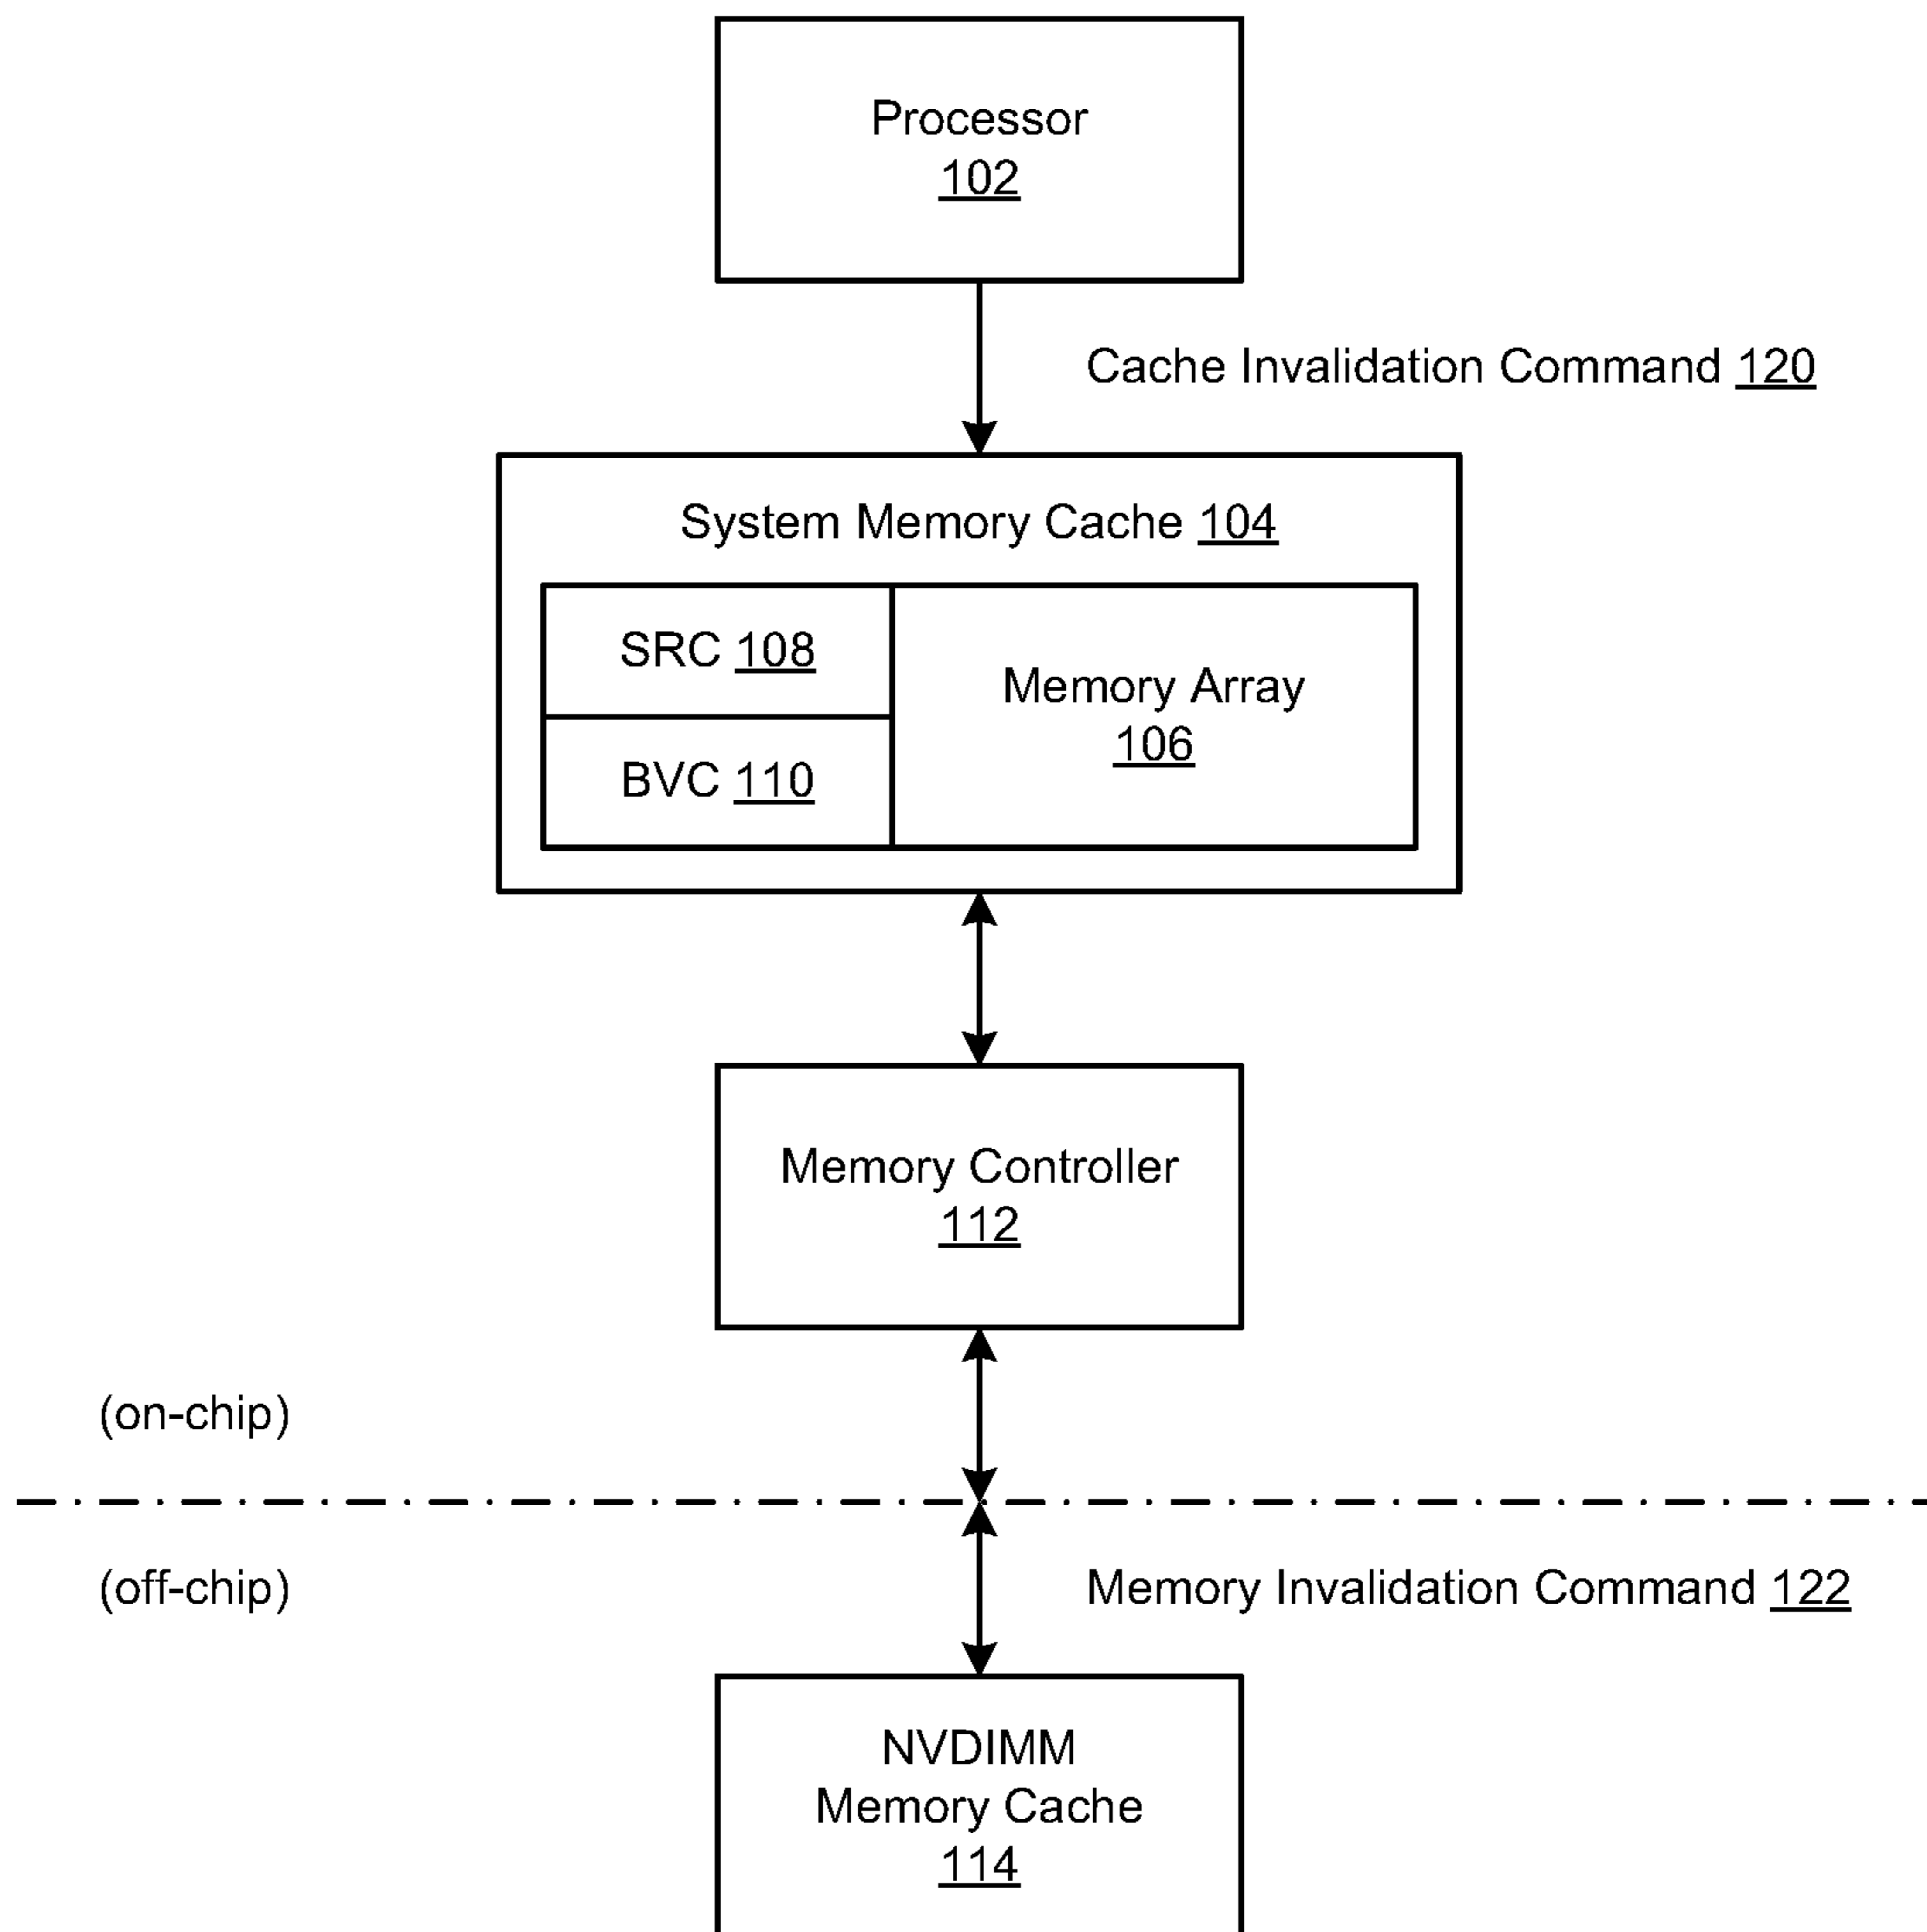 Processor
102
Cache Invalidation Command 120
System Memory Cache 104
SRC 108
Memory Array
106
BVC 110
Memory Controller
112
(on-chip)
(off-chip)
Memory Invalidation Command 122
NVDIMM
Memory Cache
114